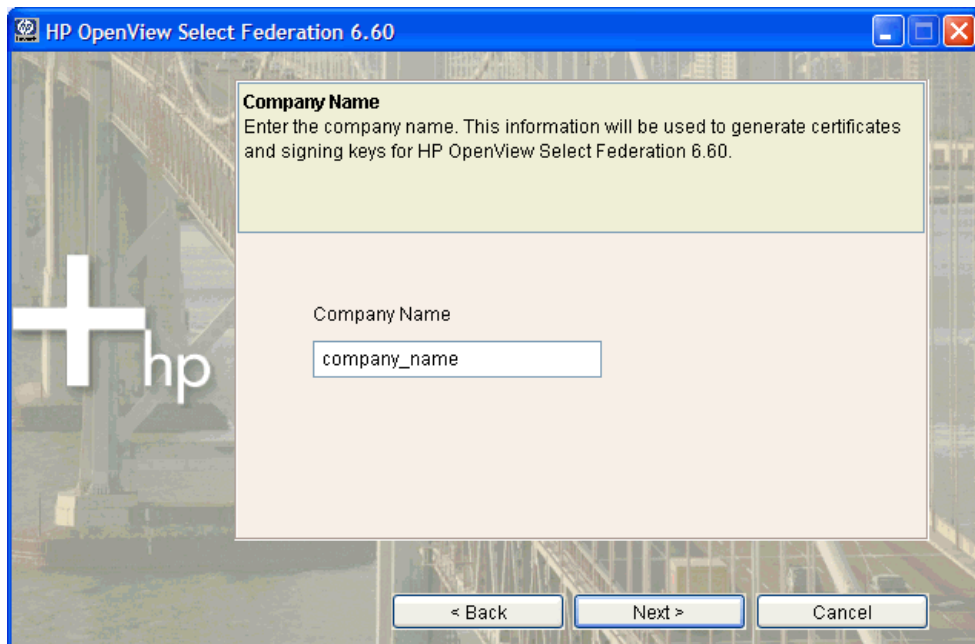 HP OpenView Select Federation 6.60
Company Name
Enter the company name. This information will be used to generate certificates
and signing keys for HP OpenView Select Federation 6.60.
Company Name
company_name
hp
< Back Next > Cancel